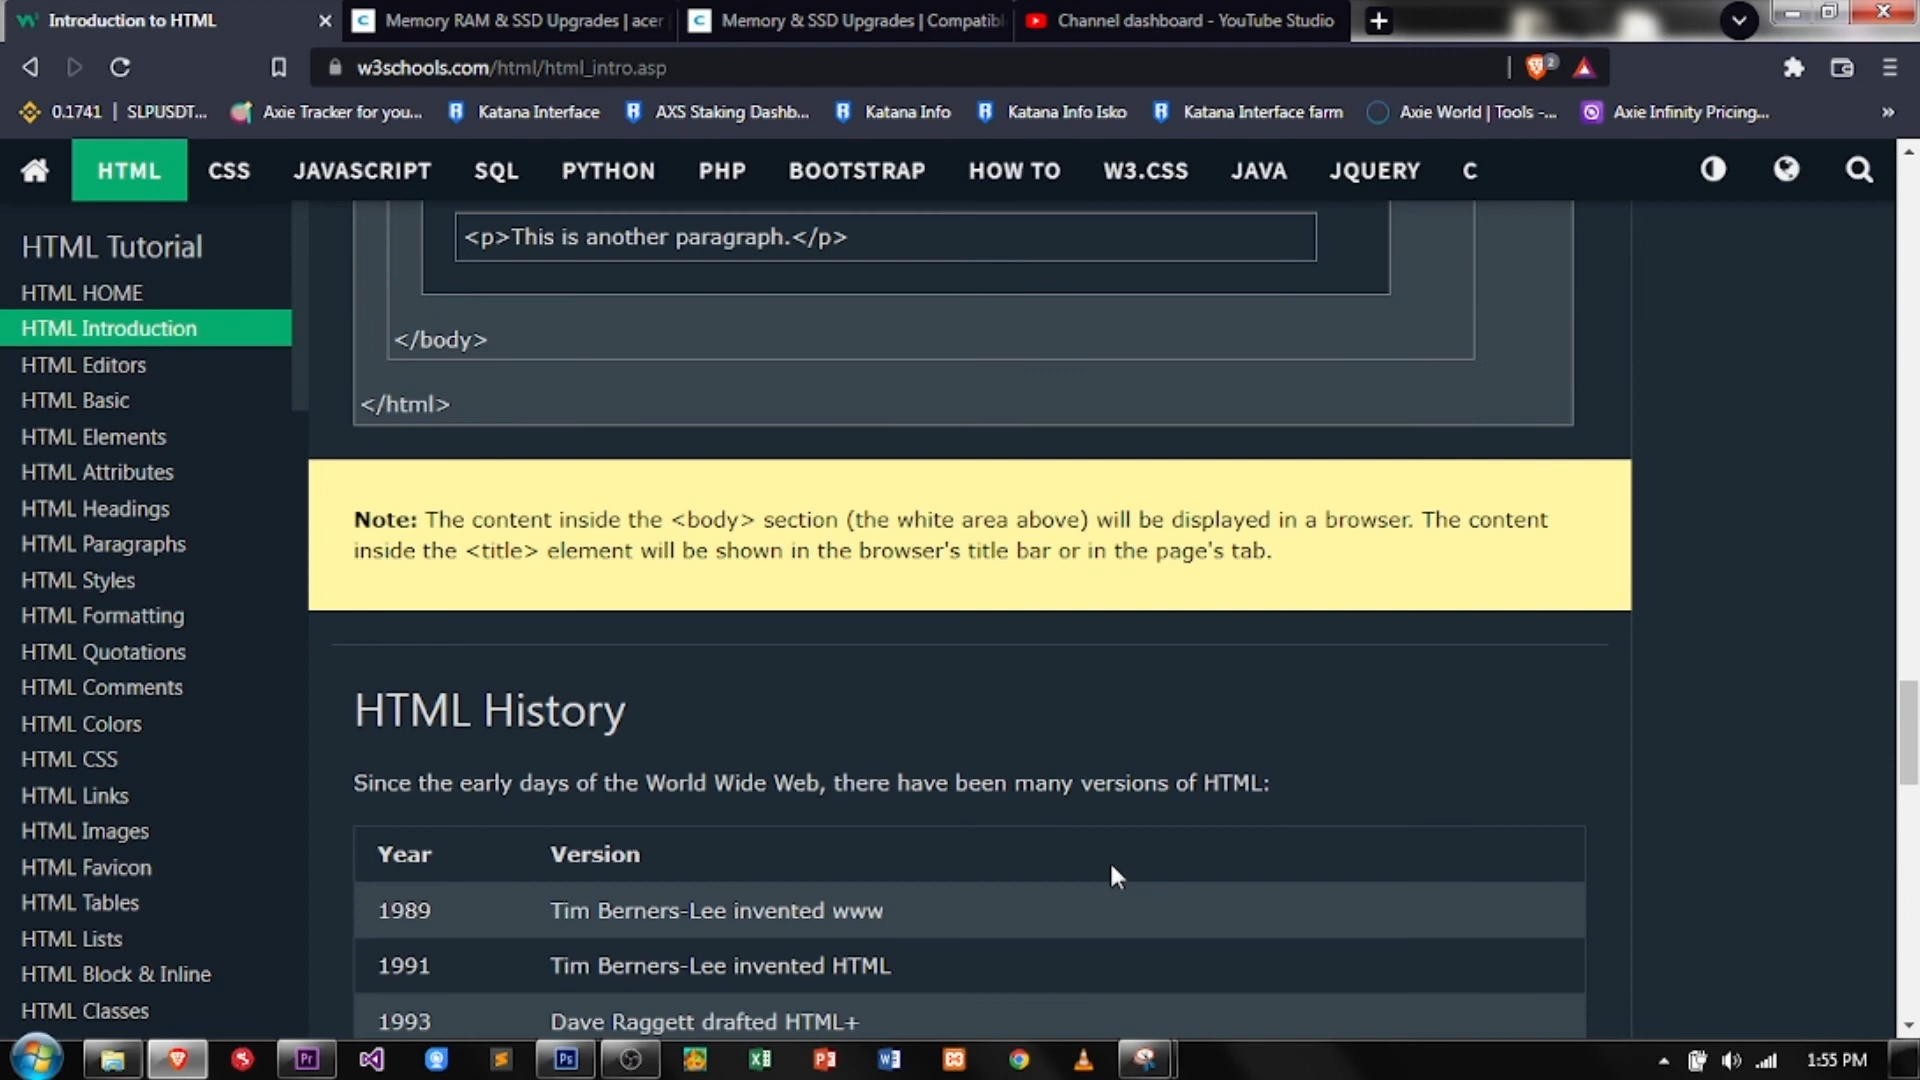 Introduction to HTML
Memory RAM & SSD Upgrades | acer
Memory & SSD Upgrades | Compatibl
Channel dashboard - YouTube Studio
w3schools.com/html/html_intro.asp
2
0.1741 | SLPUSDT...
Axie Tracker for you...
Katana Interface
AXS Staking Dashb...
Katana Info
Katana Info Isko
Katana Interface farm
Axie World | Tools -...
Axie Infinity Pricing...
»
HTML
CSS
JAVASCRIPT
SQL
PYTHON
PHP
BOOTSTRAP
HOW TO
W3.CSS
JAVA
JQUERY
C
HTML Tutorial
HTML HOME
HTML Introduction
HTML Editors
HTML Basic
HTML Elements
HTML Attributes
HTML Headings
HTML Paragraphs
HTML Styles
HTML Formatting
HTML Quotations
HTML Comments
HTML Colors
HTML CSS
HTML Links
HTML Images
HTML Favicon
HTML Tables
HTML Lists
HTML Block & Inline
HTML Classes
<p>This is another paragraph.</p>
</body>
</html>
Note: The content inside the <body> section (the white area above) will be displayed in a browser. The content
inside the <title> element will be shown in the browser's title bar or in the page's tab.
HTML History
Since the early days of the World Wide Web, there have been many versions of HTML:
Year Version
1989 Tim Berners-Lee invented www
1991 Tim Berners-Lee invented HTML
1993 Dave Raggett drafted HTML+
Pr
Ps
1:55 PM